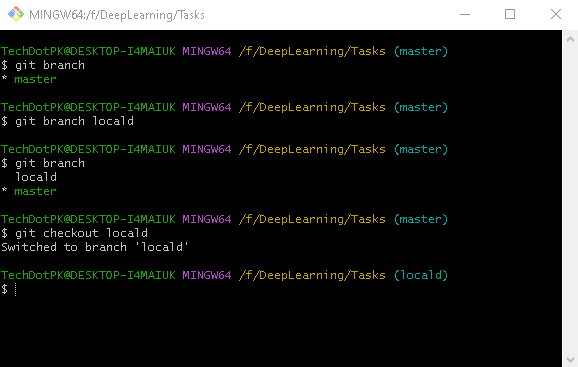 MINGW64:/f/DeepLearning/Tasks
TechDotPK@DESKTOP-I4MAIUK MINGW64 /f/DeepLearning/Tasks (master)
$ git branch
* master
TechDotPK@DESKTOP-I4MAIUK MINGW64 /f/DeepLearning/Tasks (master)
$ git branch locald
TechDotPK@DESKTOP-I4MAIUK MINGW64 /f/DeepLearning/Tasks (master)
$ git branch
  locald
* master
TechDotPK@DESKTOP-I4MAIUK MINGW64 /f/DeepLearning/Tasks (master)
$ git checkout locald
Switched to branch 'locald'
TechDotPK@DESKTOP-I4MAIUK MINGW64 /f/DeepLearning/Tasks (locald)
$